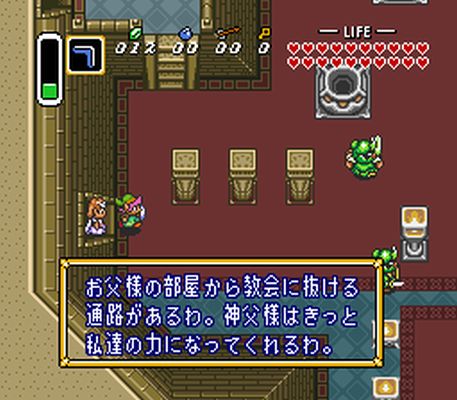 — LIFE —
012 00 00 0
お父様の部屋から教会に抜ける
通路があるわ。神父様はきっと
私達の力になってくれるわ。